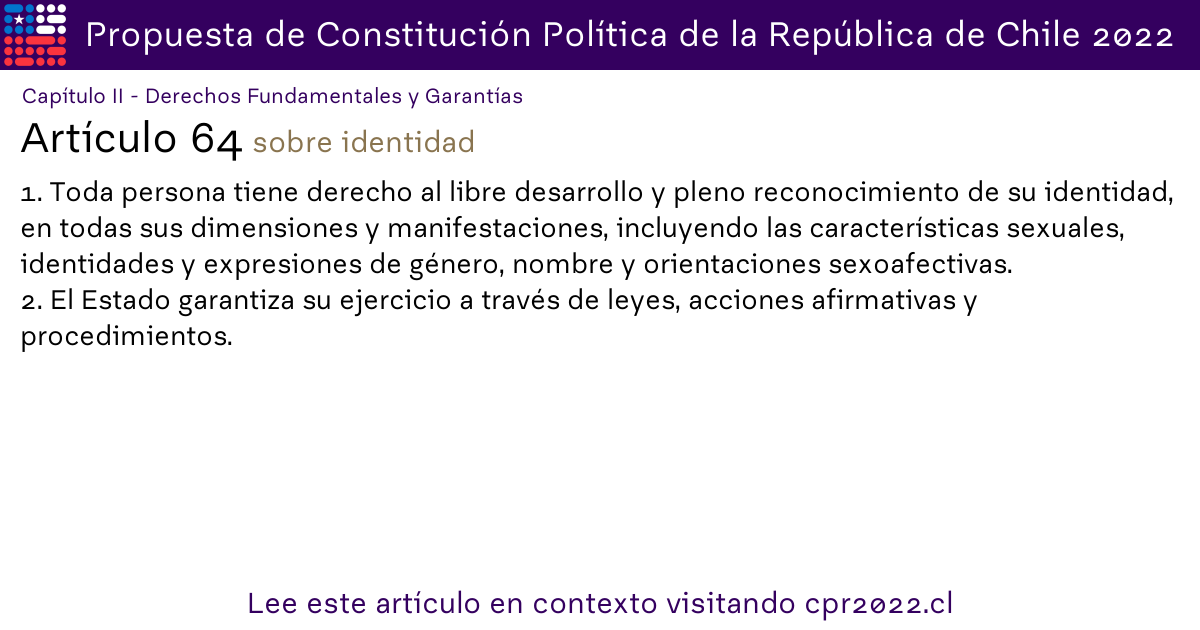 Propuesta de Constitución Política de la República de Chile 2022
Capítulo II - Derechos Fundamentales y Garantías
Artículo 64 sobre identidad
1. Toda persona tiene derecho al libre desarrollo y pleno reconocimiento de su identidad,
en todas sus dimensiones y manifestaciones, incluyendo las características sexuales,
identidades y expresiones de género, nombre y orientaciones sexoafectivas.
2. El Estado garantiza su ejercicio a través de leyes, acciones afirmativas y
procedimientos.
Lee este artículo en contexto visitando cpr2022.cl